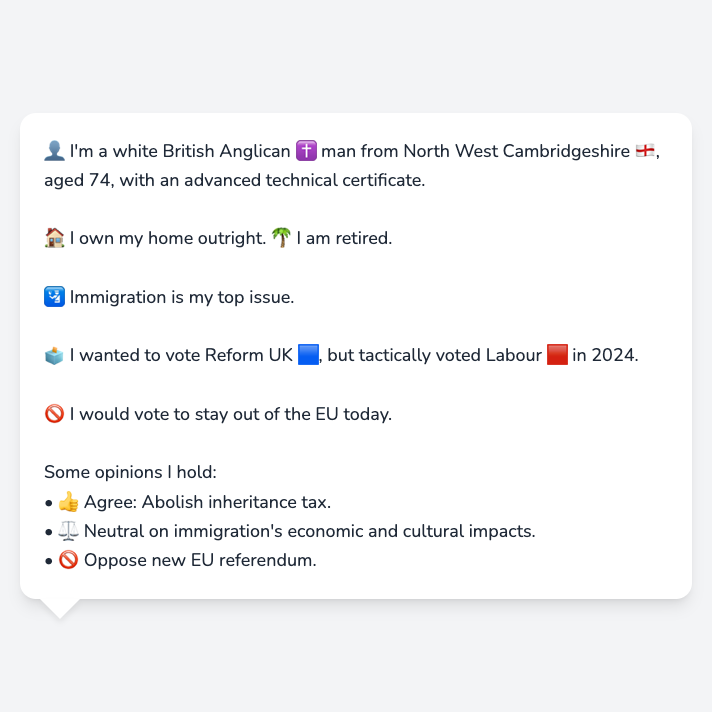 👤 I'm a white British Anglican ✝️ man from North West Cambridgeshire 🏴󠁧󠁢󠁥󠁮󠁧󠁿,
aged 74, with an advanced technical certificate.
🏠 I own my home outright. 🌴 I am retired.
🛂 Immigration is my top issue.
🗳️ I wanted to vote Reform UK 🟦, but tactically voted Labour 🟥 in 2024.
🚫 I would vote to stay out of the EU today.
Some opinions I hold:
• 👍 Agree: Abolish inheritance tax.
• ⚖️ Neutral on immigration's economic and cultural impacts.
• 🚫 Oppose new EU referendum.